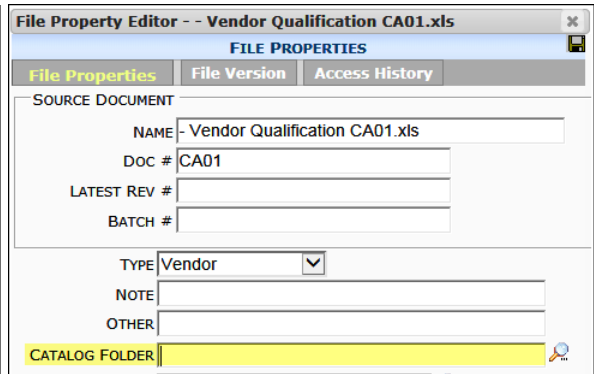 File Property Editor - - Vendor Qualification CA01.xls
FILE PROPERTIES
File Properties File Version Access History
SOURCE DOCUMENT
NAME - Vendor Qualification CA01.xls
DOC # CA01
LATEST REV #
BATCH #
TYPE Vendor
NOTE
OTHER
CATALOG FOLDER